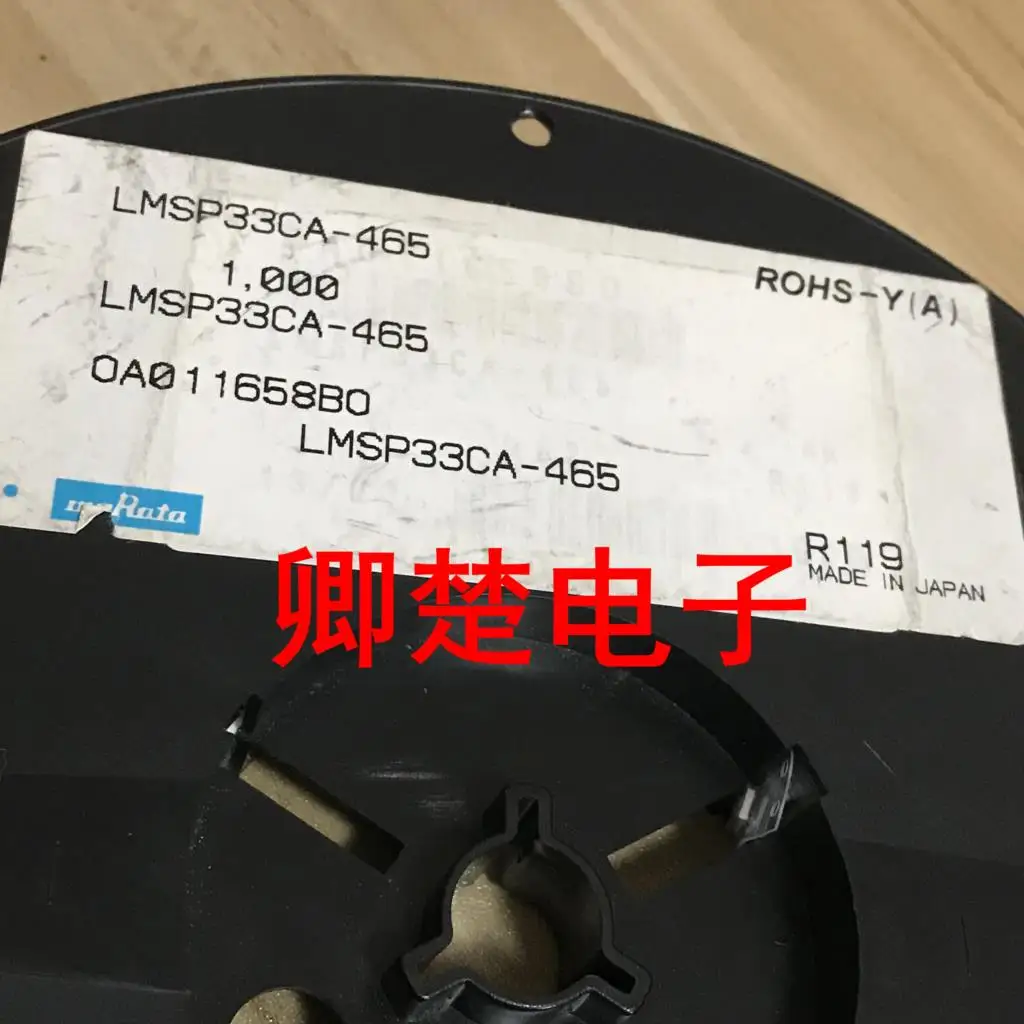 LMSP33CA-465
ROHS-Y(A)
1,000
LMSP33CA-465
0A011658B0
LMSP33CA-465
muRata
R119
MADE IN JAPAN
卿楚电子